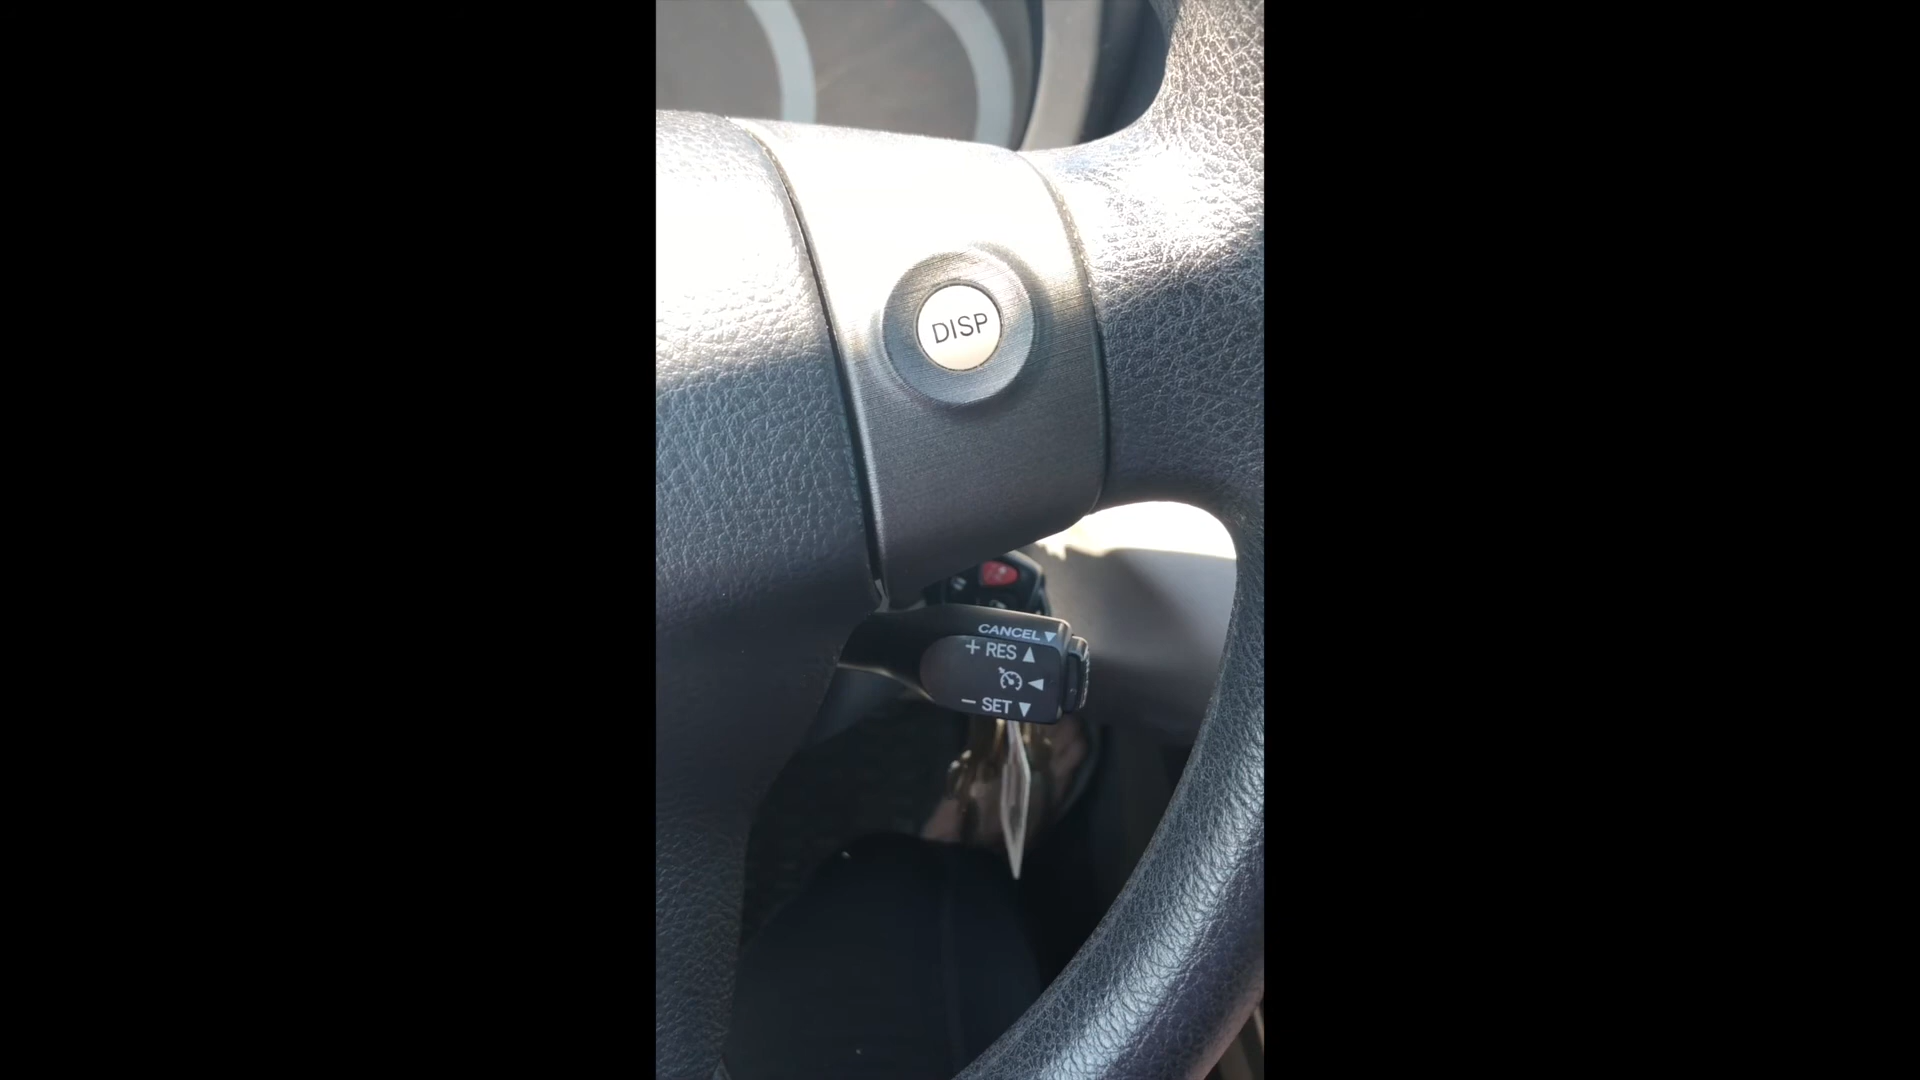 DISP
CANCEL ▼
+ RES ▲
◄
− SET ▼